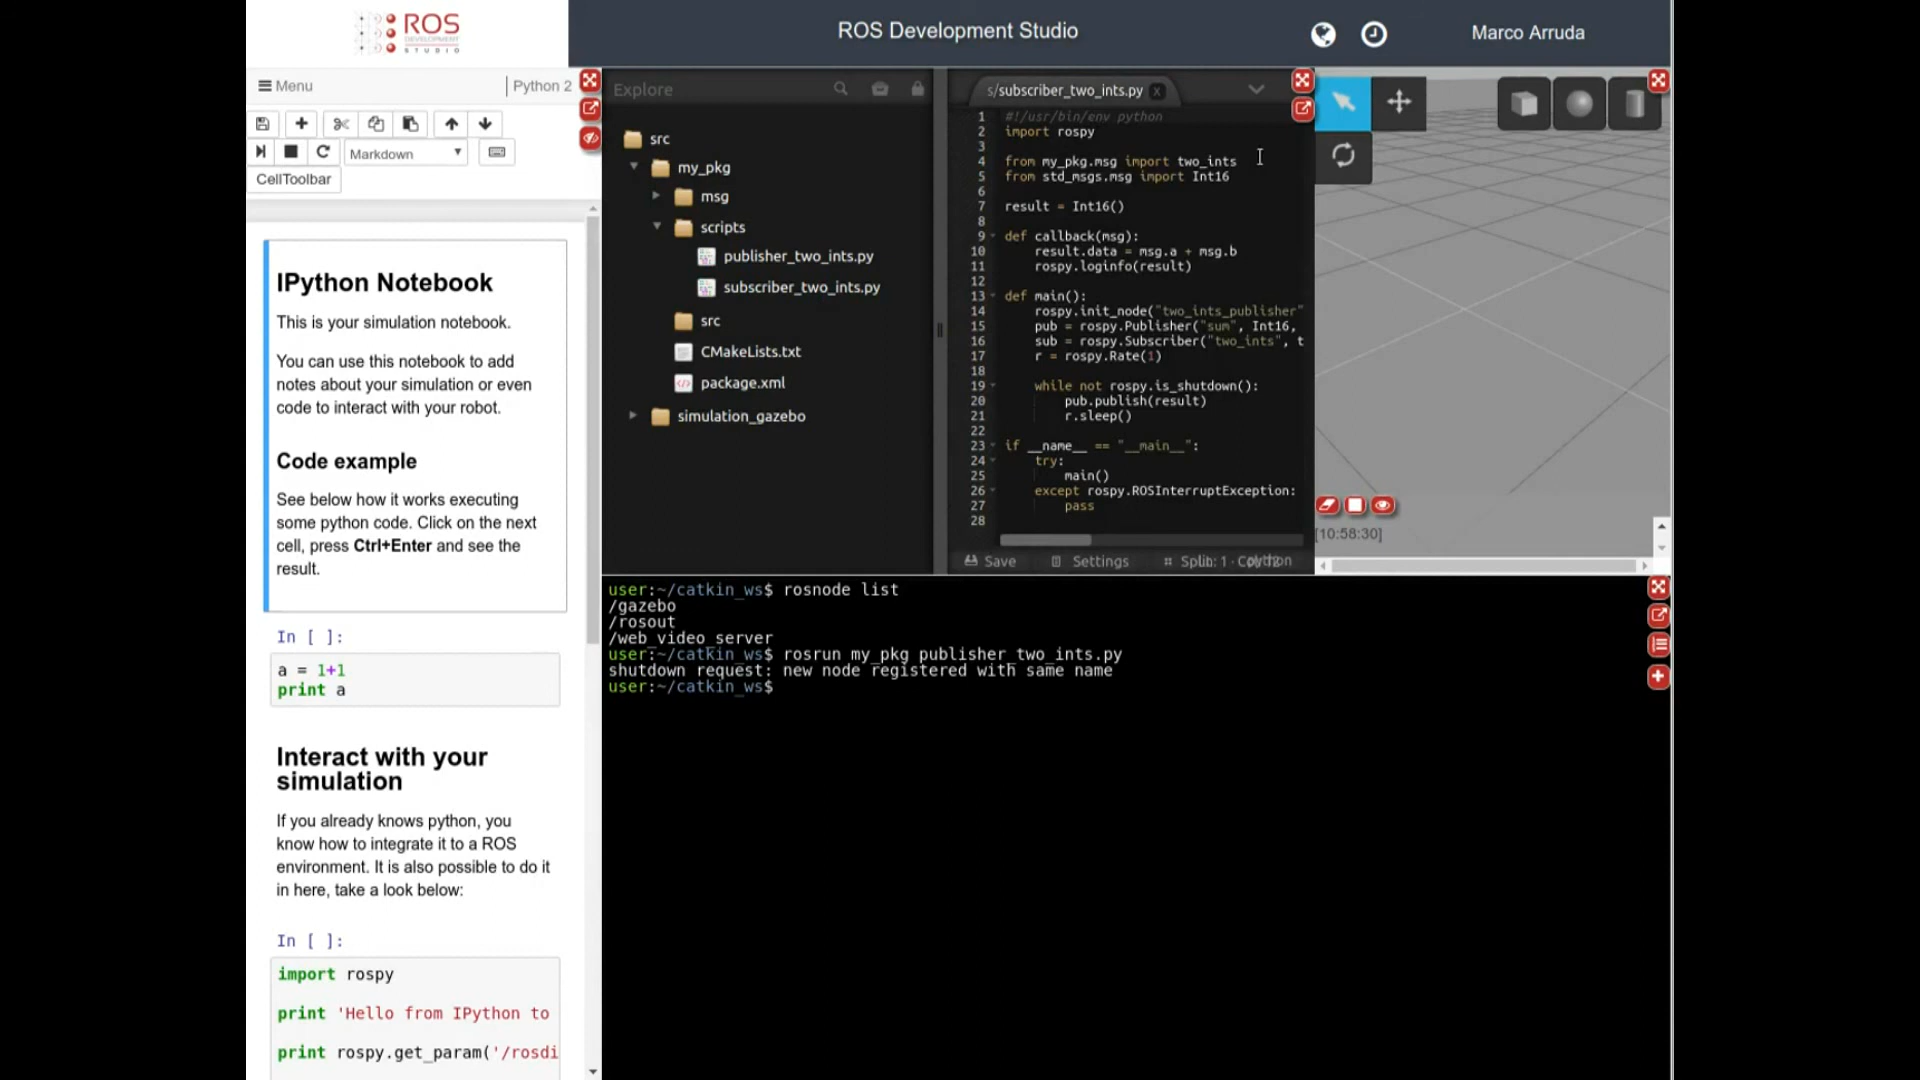 ROS
DEVELOPMENT
STUDIO
ROS Development Studio
Marco Arruda
Menu
Python 2
Markdown
CellToolbar
IPython Notebook
This is your simulation notebook.
You can use this notebook to add
notes about your simulation or even
code to interact with your robot.
Code example
See below how it works executing
some python code. Click on the next
cell, press Ctrl+Enter and see the
result.
In [ ]:
a = 1+1
print a
Interact with your
simulation
If you already knows python, you
know how to integrate it to a ROS
environment. It is also possible to do it
in here, take a look below:
In [ ]:
import rospy
print 'Hello from IPython to
print rospy.get_param('/rosdi
Explore
src
my_pkg
msg
scripts
publisher_two_ints.py
subscriber_two_ints.py
src
CMakeLists.txt
package.xml
simulation_gazebo
s/subscriber_two_ints.py x
1 #!/usr/bin/env python
2 import rospy
3
4 from my_pkg.msg import two_ints
5 from std_msgs.msg import Int16
6
7 result = Int16()
8
9 def callback(msg):
10 result.data = msg.a + msg.b
11 rospy.loginfo(result)
12
13 def main():
14 rospy.init_node("two_ints_publisher"
15 pub = rospy.Publisher("sum", Int16,
16 sub = rospy.Subscriber("two_ints", t
17 r = rospy.Rate(1)
18
19 while not rospy.is_shutdown():
20 pub.publish(result)
21 r.sleep()
22
23 if __name__ == "__main__":
24 try:
25 main()
26 except rospy.ROSInterruptException:
27 pass
28
Save Settings Split: 1 - Col
[10:58:30]
user:~/catkin_ws$ rosnode list
/gazebo
/rosout
/web_video_server
user:~/catkin_ws$ rosrun my_pkg publisher_two_ints.py
shutdown request: new node registered with same name
user:~/catkin_ws$